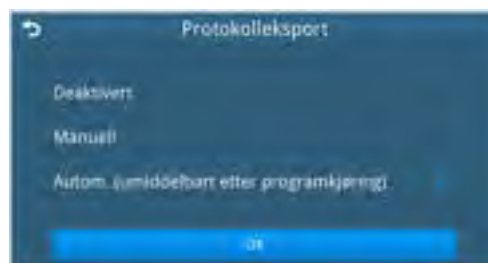 Protokolleksport
Deaktivert
Manuell
Autom. (umiddelbart etter programkjøring)
OK